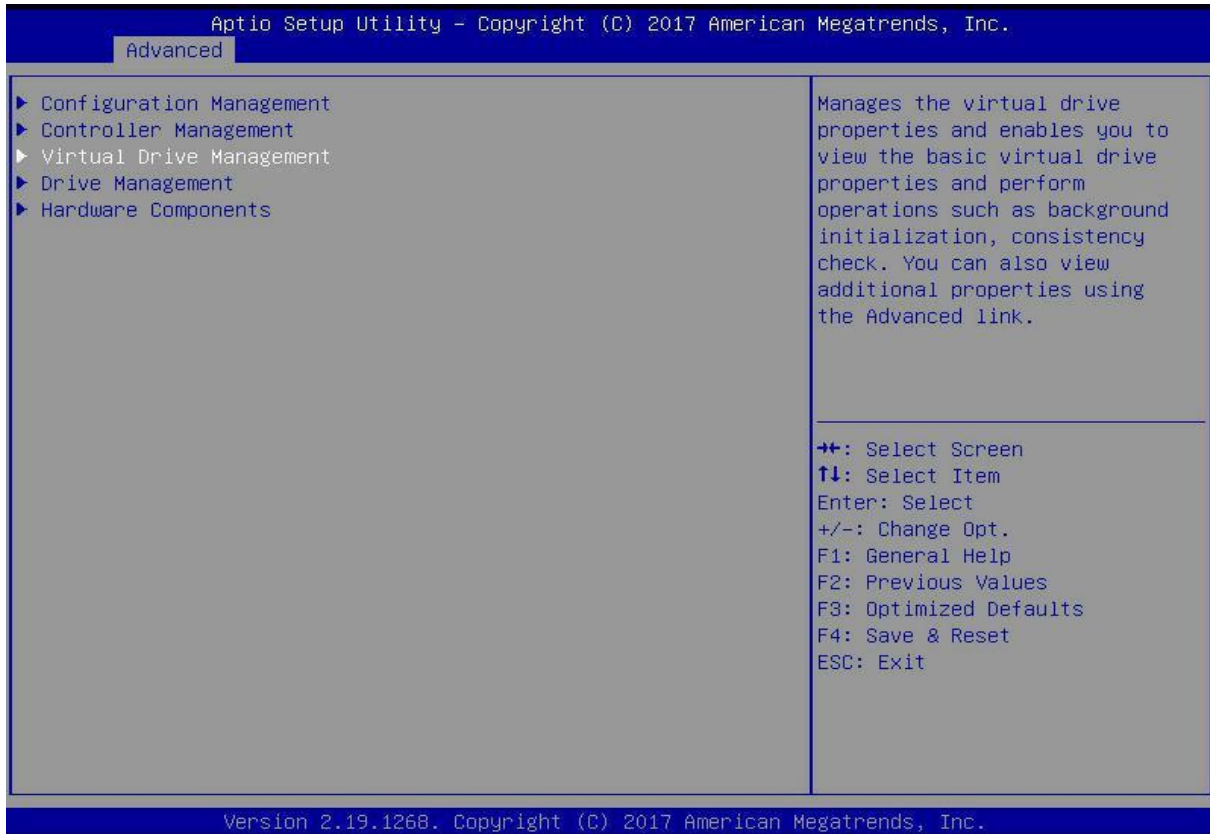 Aptio Setup Utility – Copyright (C) 2017 American Megatrends, Inc.
Advanced
▶ Configuration Management
▶ Controller Management
▶ Virtual Drive Management
▶ Drive Management
▶ Hardware Components
Manages the virtual drive
properties and enables you to
view the basic virtual drive
properties and perform
operations such as background
initialization, consistency
check. You can also view
additional properties using
the Advanced link.
→←: Select Screen
↑↓: Select Item
Enter: Select
+/-: Change Opt.
F1: General Help
F2: Previous Values
F3: Optimized Defaults
F4: Save & Reset
ESC: Exit
Version 2.19.1268. Copyright (C) 2017 American Megatrends, Inc.